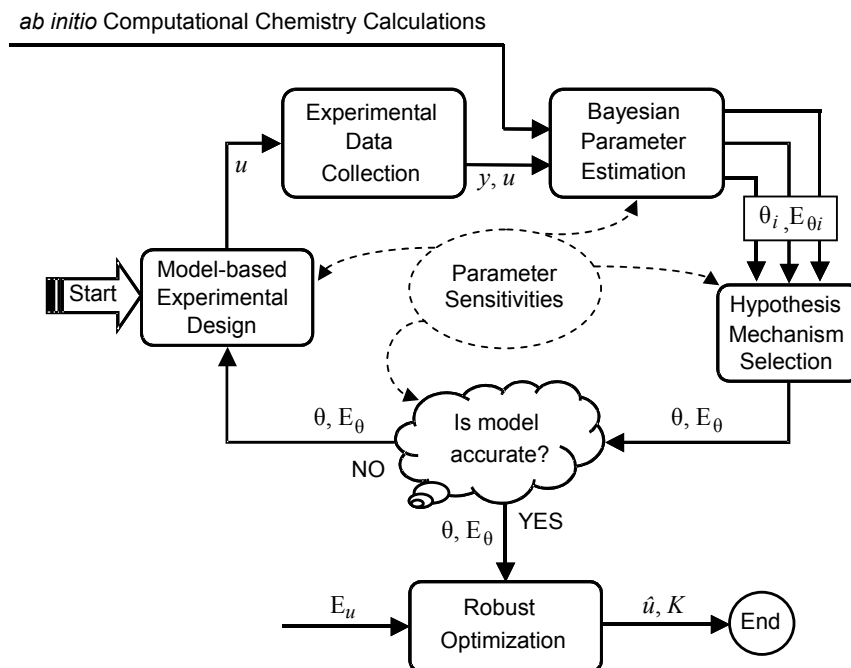 ab initio Computational Chemistry Calculations
Experimental
Data
Collection
Bayesian
Parameter
Estimation
u
y, u
θi ,Eθi
Start
Model-based
Experimental
Design
Parameter
Sensitivities
Hypothesis
Mechanism
Selection
θ, Eθ
Is model
accurate?
θ, Eθ
NO
YES
θ, Eθ
Eu
Robust
Optimization
û, K
End